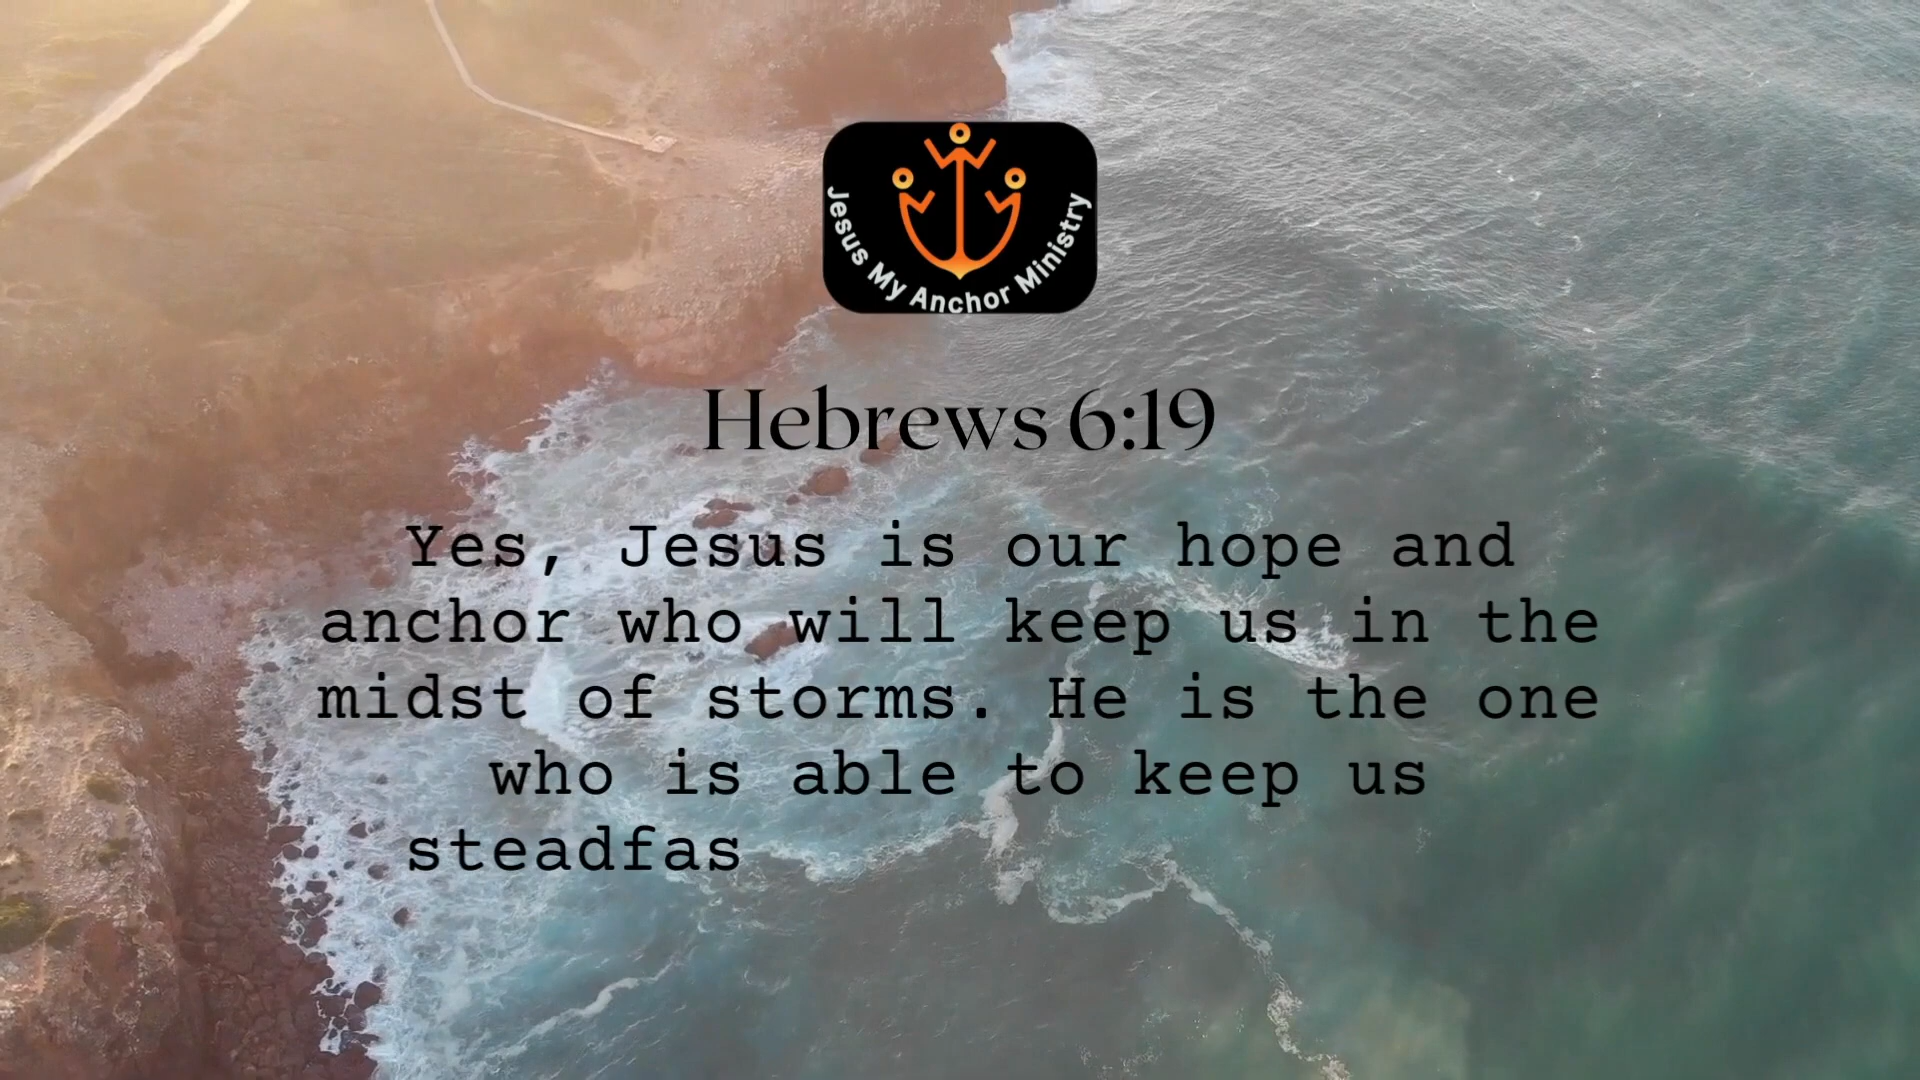 Jesus My Anchor Ministry
Hebrews 6:19
Yes, Jesus is our hope and
anchor who will keep us in the
midst of storms. He is the one
who is able to keep us
steadfas